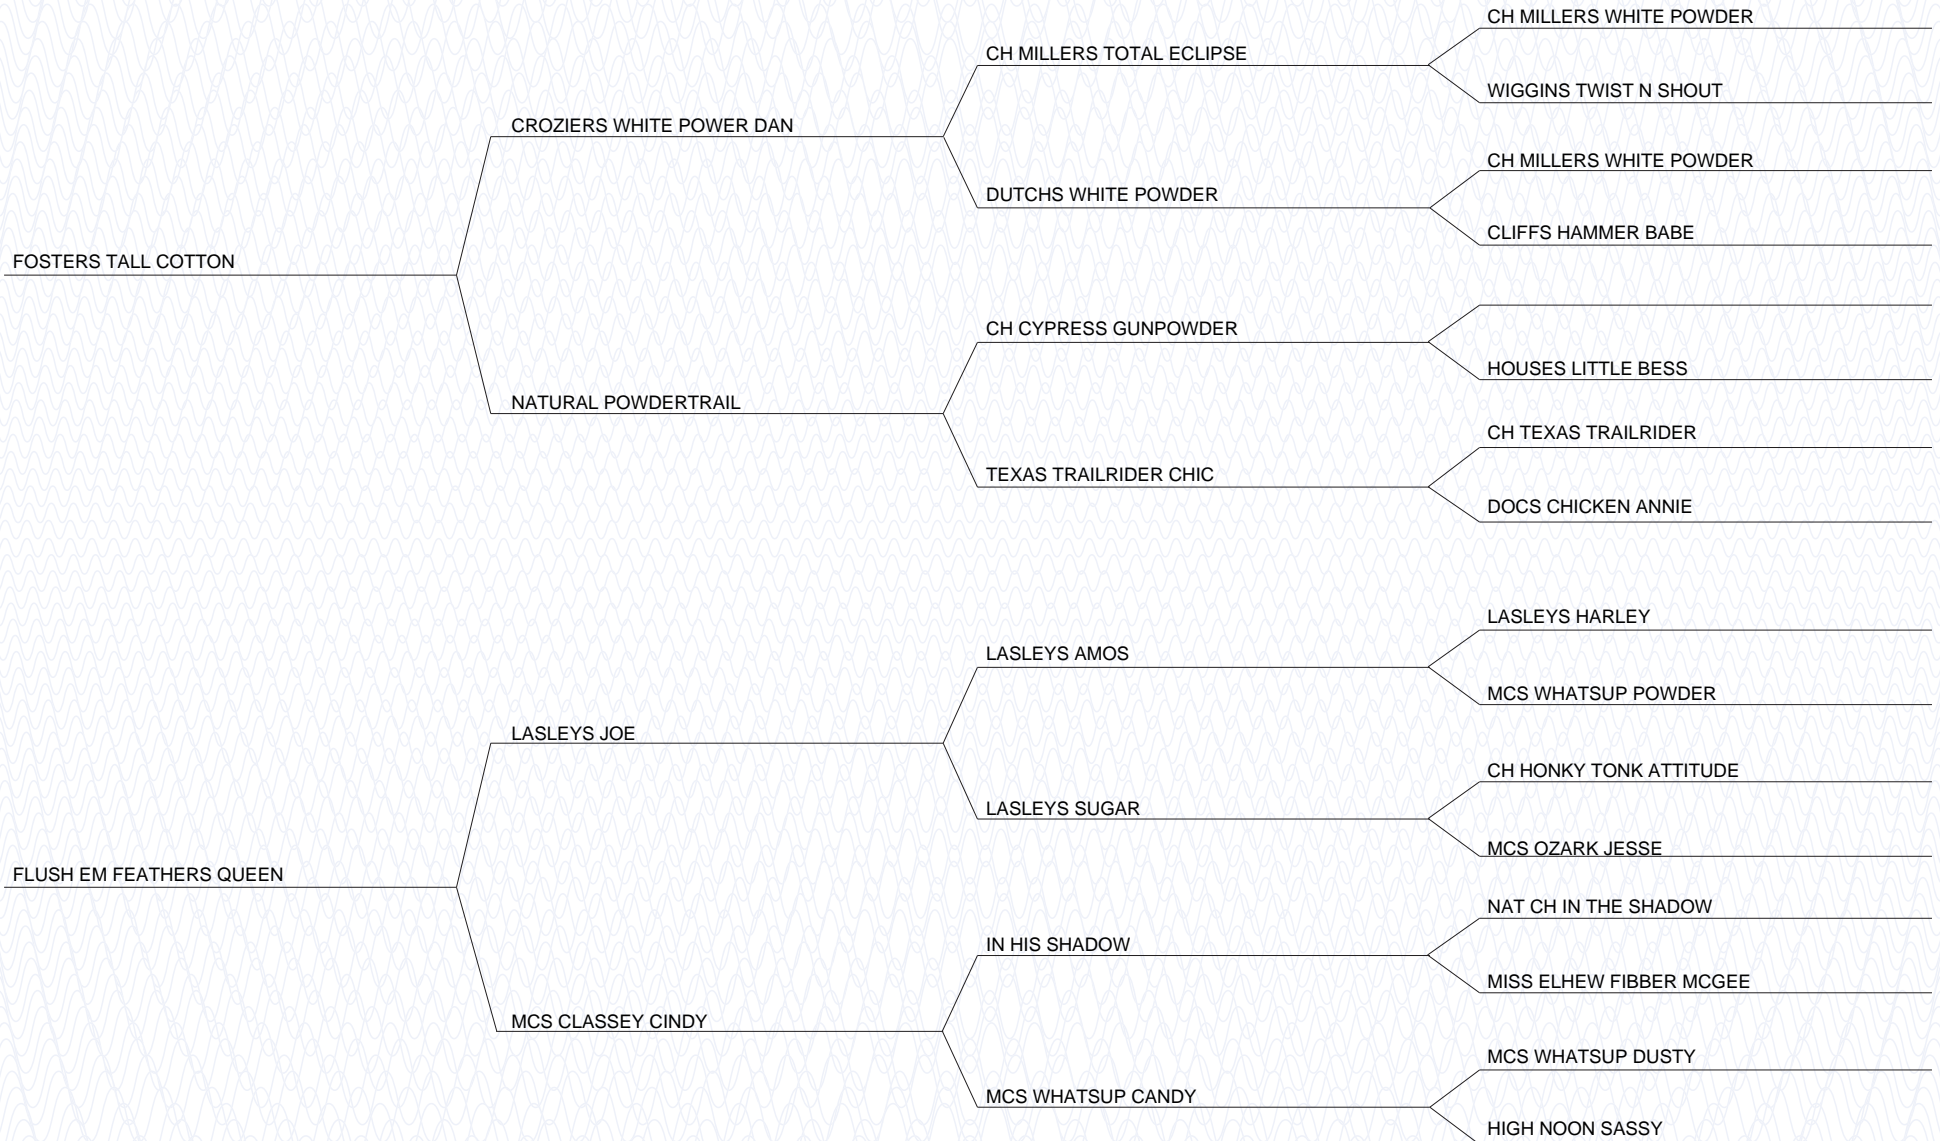 CH MILLERS WHITE POWDER
CH MILLERS TOTAL ECLIPSE
WIGGINS TWIST N SHOUT
CROZIERS WHITE POWER DAN
CH MILLERS WHITE POWDER
DUTCHS WHITE POWDER
CLIFFS HAMMER BABE
FOSTERS TALL COTTON
CH CYPRESS GUNPOWDER
HOUSES LITTLE BESS
NATURAL POWDERTRAIL
CH TEXAS TRAILRIDER
TEXAS TRAILRIDER CHIC
DOCS CHICKEN ANNIE
LASLEYS HARLEY
LASLEYS AMOS
MCS WHATSUP POWDER
LASLEYS JOE
CH HONKY TONK ATTITUDE
LASLEYS SUGAR
MCS OZARK JESSE
FLUSH EM FEATHERS QUEEN
NAT CH IN THE SHADOW
IN HIS SHADOW
MISS ELHEW FIBBER MCGEE
MCS CLASSEY CINDY
MCS WHATSUP DUSTY
MCS WHATSUP CANDY
HIGH NOON SASSY